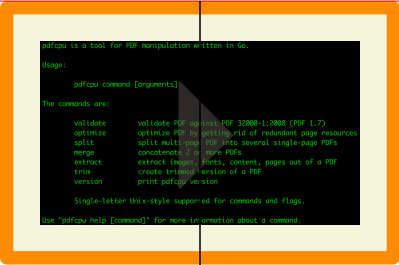 pdfcpu is a tool for PDF manipulation written in Go.
Usage:
pdfcpu command [arguments]
The commands are:
validate validate PDF against PDF 32000-1:2008 (PDF 1.7)
optimize optimize PDF by getting rid of redundant page resources
split split multi-page PDF into several single-page PDFs
merge concatenate 2 or more PDFs
extract extract images, fonts, content, pages out of a PDF
trim create trimmed version of a PDF
version print pdfcpu version
Single-letter Unix-style supported for commands and flags.
Use "pdfcpu help [command]" for more information about a command.